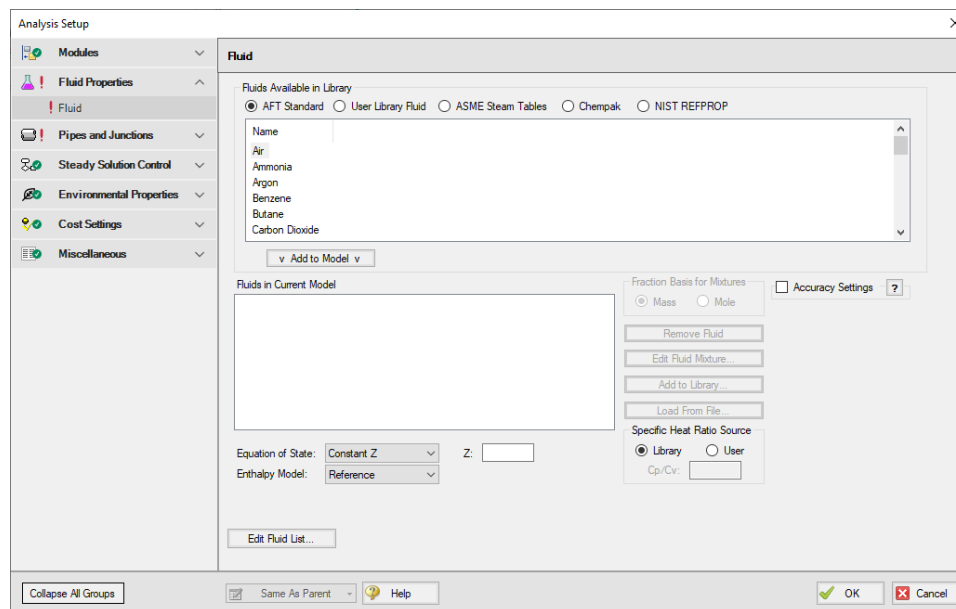 Analysis Setup
Modules
Fluid Properties
Fluid
Pipes and Junctions
Steady Solution Control
Environmental Properties
Cost Settings
Miscellaneous
Fluid
Fluids Available in Library
AFT Standard User Library Fluid ASME Steam Tables Chempak NIST REFPROP
Name
Air
Ammonia
Argon
Benzene
Butane
Carbon Dioxide
v Add to Model v
Fluids in Current Model
Fraction Basis for Mixtures
Mass Mole
Accuracy Settings ?
Remove Fluid
Edit Fluid Mixture...
Add to Library...
Load From File...
Specific Heat Ratio Source
Library User
Cp/Cv:
Equation of State: Constant Z Z:
Enthalpy Model: Reference
Edit Fluid List...
Collapse All Groups Same As Parent Help OK Cancel